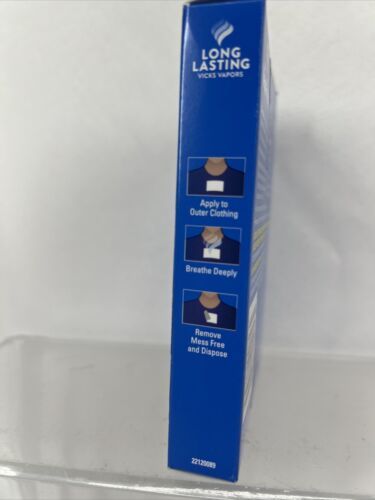 LONG
LASTING
VICKS VAPORS
Apply to
Outer Clothing
Breathe Deeply
Remove
Mess Free
and Dispose
22120089